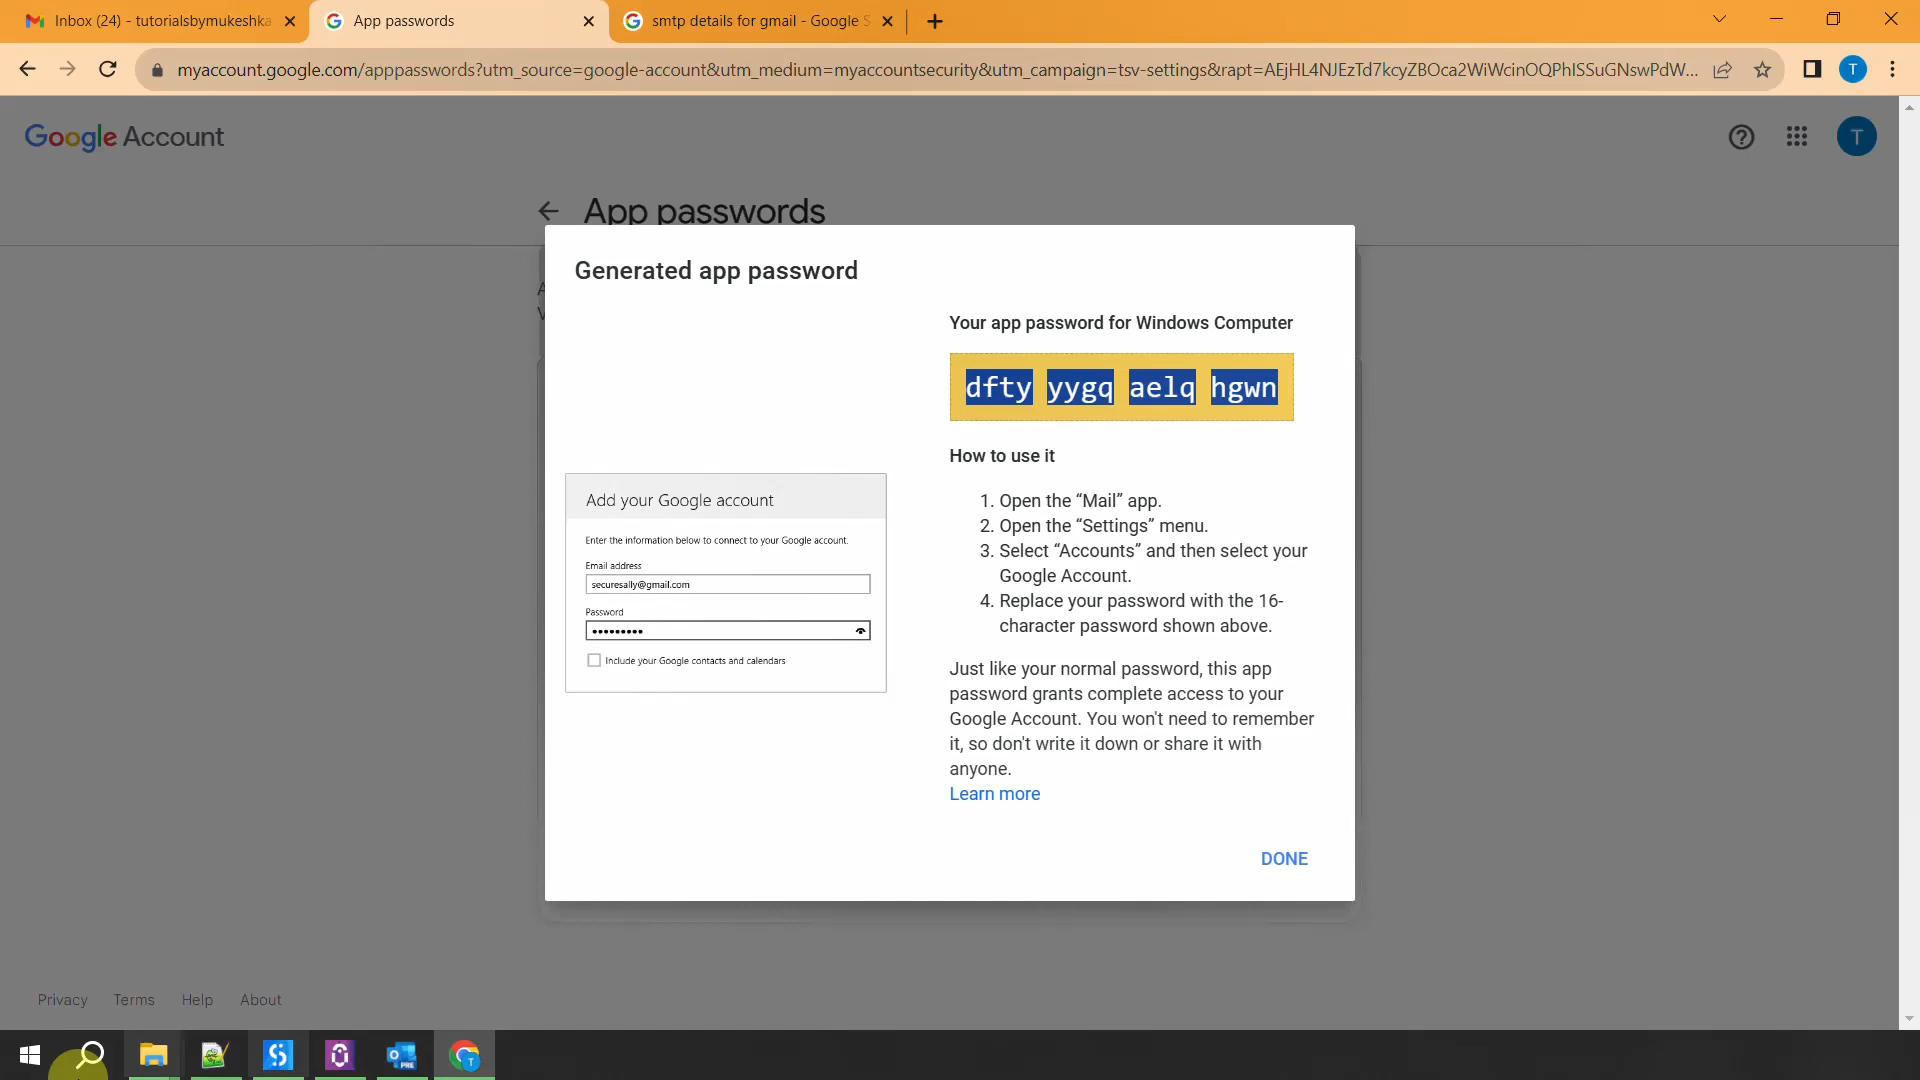 Inbox (24) - tutorialsbymukeshka
App passwords
smtp details for gmail - Google S
myaccount.google.com/apppasswords?utm_source=google-account&utm_medium=myaccountsecurity&utm_campaign=tsv-settings&rapt=AEjHL4NJEzTd7kcyZBOca2WiWcinOQPhISSuGNswPdW...
T
Google Account
T
App passwords
Generated app password
Your app password for Windows Computer
dfty yygq aelq hgwn
How to use it
1. Open the “Mail” app.
2. Open the “Settings” menu.
3. Select “Accounts” and then select your
Google Account.
4. Replace your password with the 16-
character password shown above.
Just like your normal password, this app
password grants complete access to your
Google Account. You won't need to remember
it, so don't write it down or share it with
anyone.
Learn more
Add your Google account
Enter the information below to connect to your Google account.
Email address
securesally@gmail.com
Password
•••••••••
Include your Google contacts and calendars
DONE
Privacy Terms Help About
PRE
T